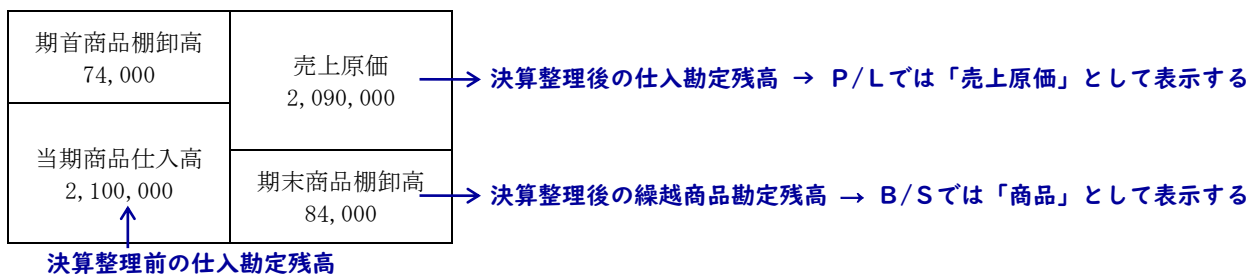 期首商品棚卸高
74,000
売上原価
2,090,000
決算整理後の仕入勘定残高 → P/Lでは「売上原価」として表示する
当期商品仕入高
2,100,000
期末商品棚卸高
84,000
決算整理後の繰越商品勘定残高 → B/Sでは「商品」として表示する
決算整理前の仕入勘定残高